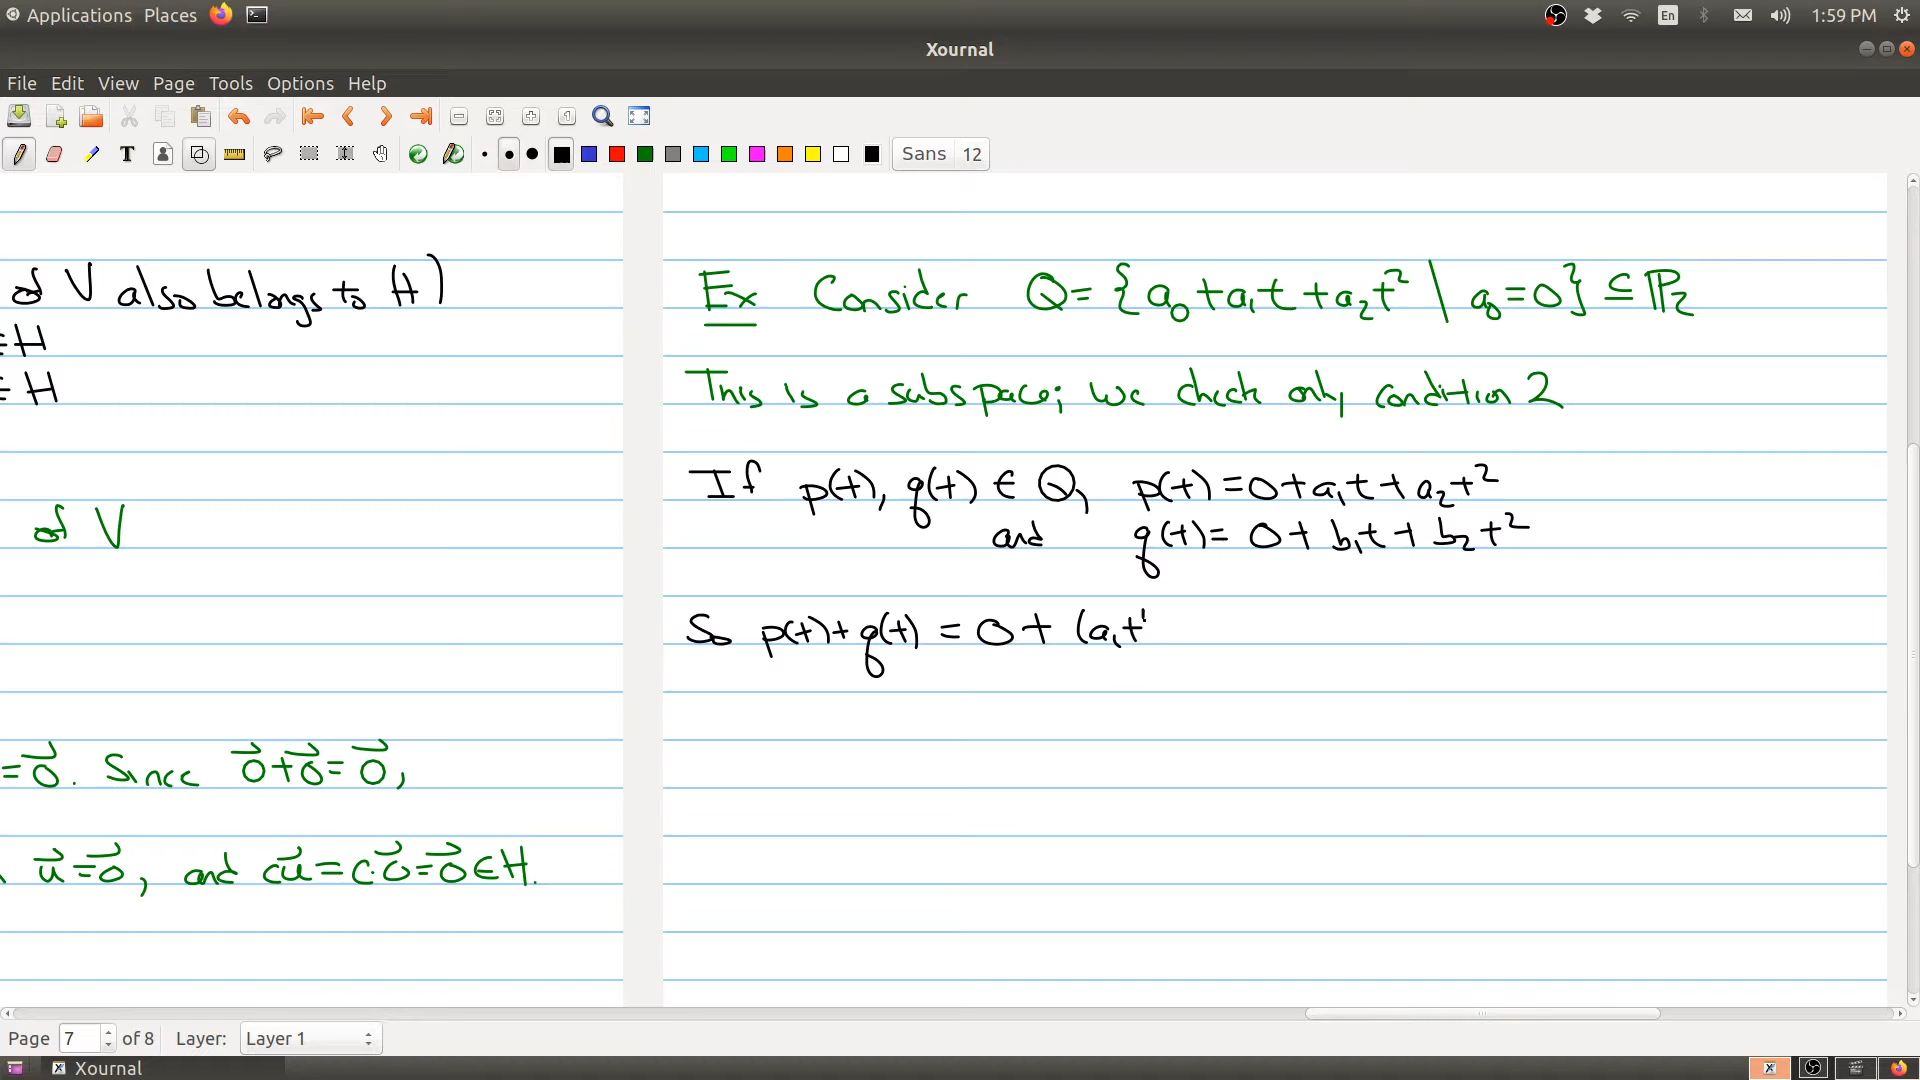 Applications Places En 1:59 PM
Xournal
File Edit View Page Tools Options Help
T Sans 12
of V also belongs to H)
∈H
∈ H
of V
=0⃗. Since 0⃗+0⃗=0⃗,
u⃗=0⃗, and cu⃗=c·0⃗=0⃗∈H.
Ex Consider Q={a₀+a₁t+a₂t² | a₀=0} ⊆ ℙ₂
This is a subspace; we check only condition 2
If p(t), q(t) ∈ Q, p(t)=0+a₁t+a₂t²
and q(t)= 0+b₁t+b₂t²
So p(t)+q(t) = 0+ (a₁t
Page 7 of 8 Layer: Layer 1
Xournal